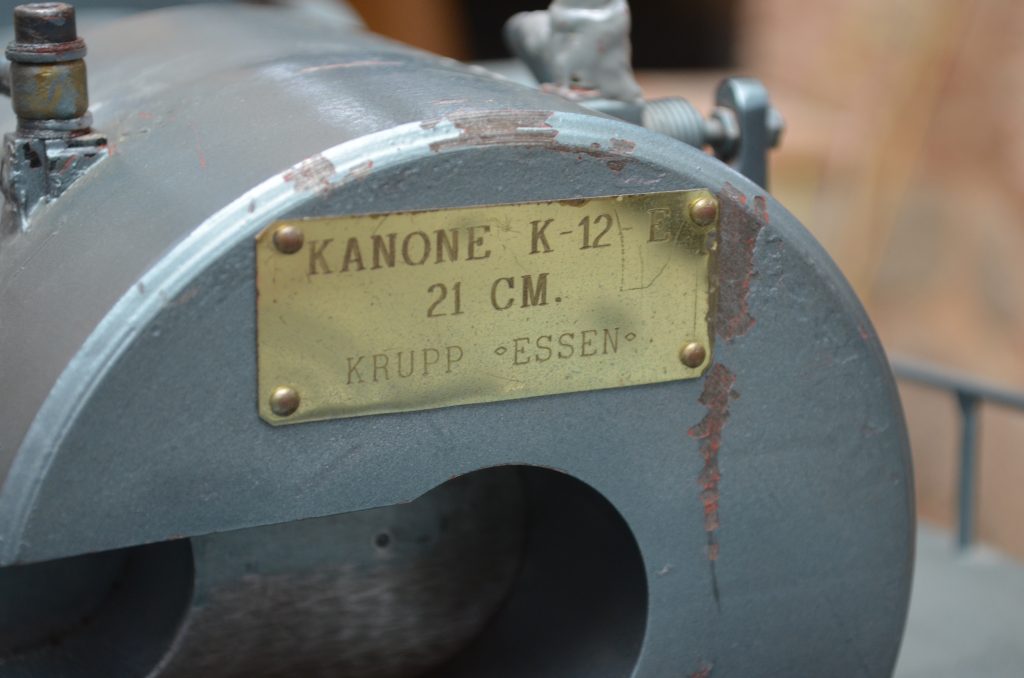 KANONE K-12-E
21 CM.
KRUPP ◇ESSEN◇